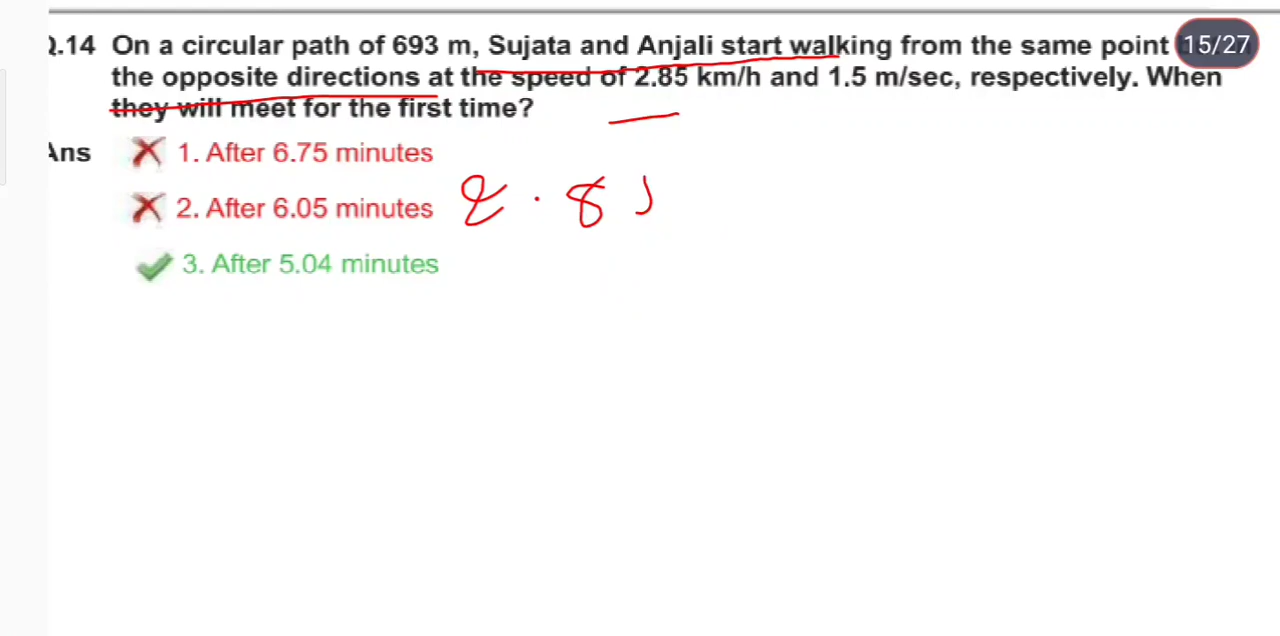 .14 On a circular path of 693 m, Sujata and Anjali start walking from the same point 15/27
the opposite directions at the speed of 2.85 km/h and 1.5 m/sec, respectively. When
they will meet for the first time?
Ans 1. After 6.75 minutes
2. After 6.05 minutes 2.8
3. After 5.04 minutes